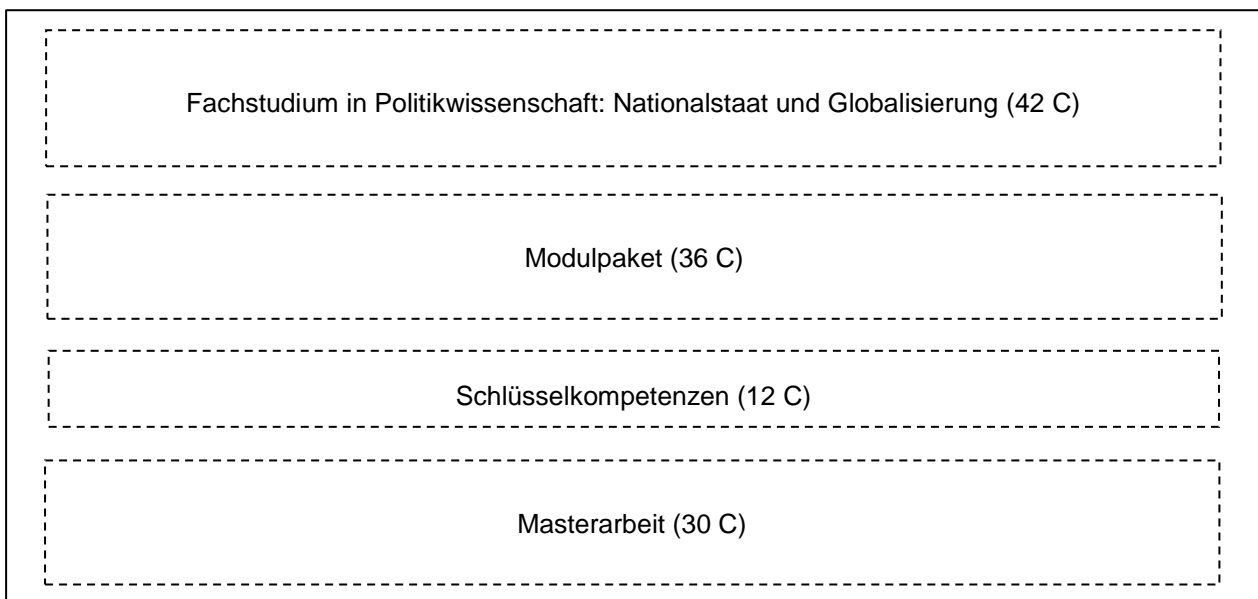 Fachstudium in Politikwissenschaft: Nationalstaat und Globalisierung (42 C)
Modulpaket (36 C)
Schlüsselkompetenzen (12 C)
Masterarbeit (30 C)